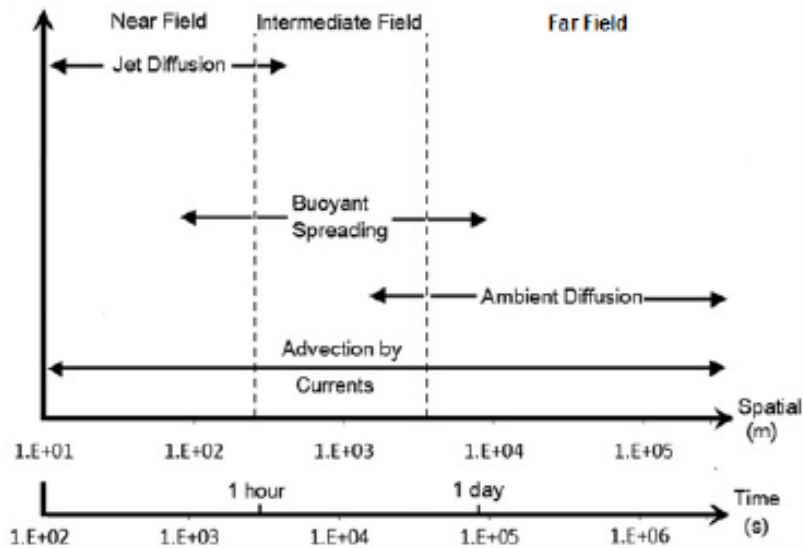 Near Field Intermediate Field Far Field
Jet Diffusion
Buoyant
Spreading
Ambient Diffusion
Advection by
Currents
Spatial
(m)
1.E+01 1.E+02 1.E+03 1.E+04 1.E+05
1 hour 1 day
Time
(s)
1.E+02 1.E+03 1.E+04 1.E+05 1.E+06